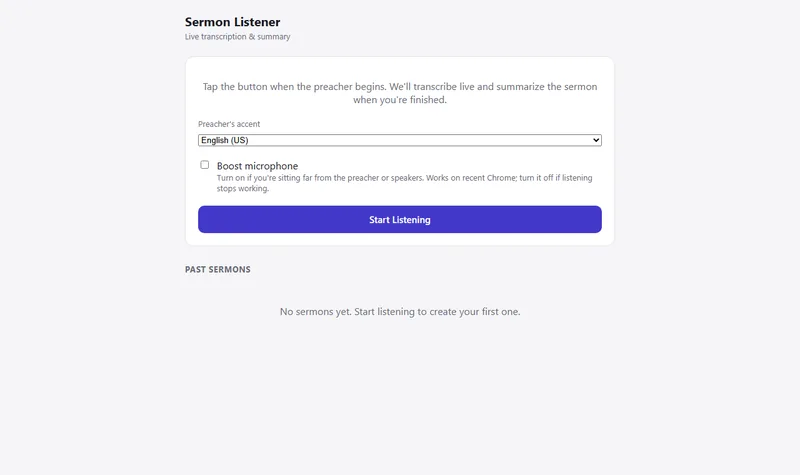 Sermon Listener
Live transcription & summary
Tap the button when the preacher begins. We'll transcribe live and summarize the sermon
when you're finished.
Preacher's accent
English (US)
Boost microphone
Turn on if you're sitting far from the preacher or speakers. Works on recent Chrome; turn it off if listening
stops working.
Start Listening
PAST SERMONS
No sermons yet. Start listening to create your first one.